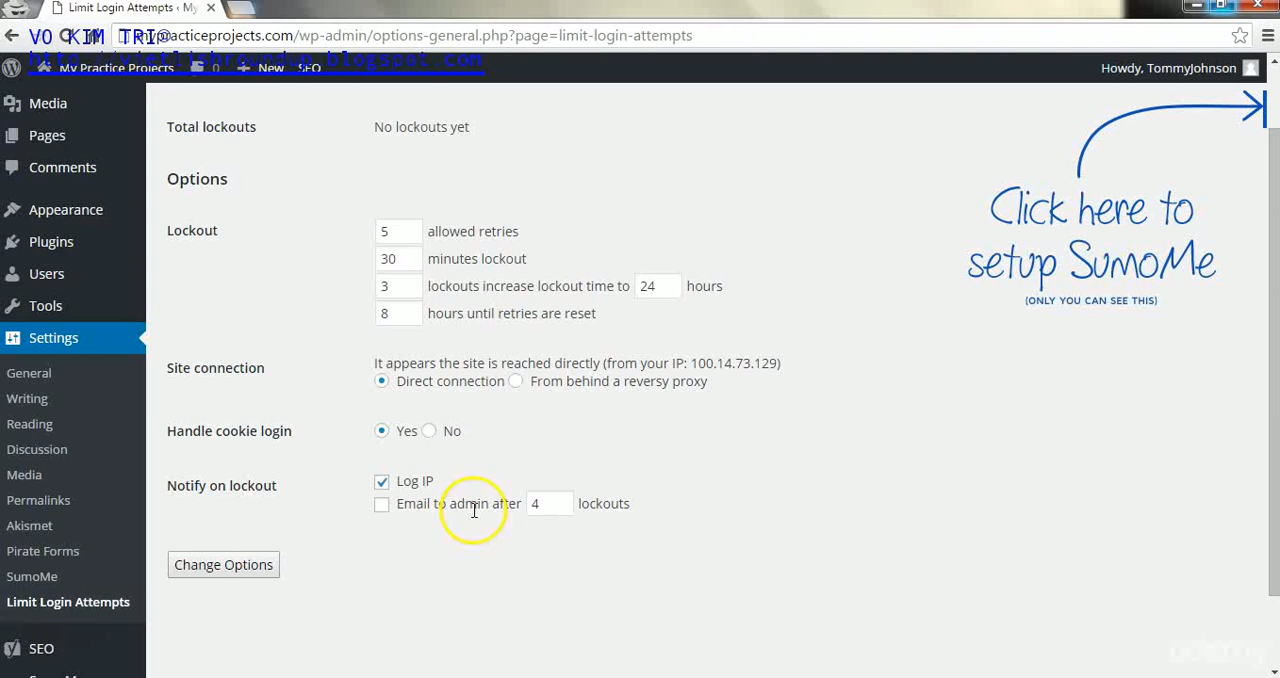 Limit Login Attempts ‹ My
VO KIM TRI@
mypracticeprojects.com/wp-admin/options-general.php?page=limit-login-attempts
http://vietlishroundup.blogspot.com
My Practice Projects 0 New SEO
Howdy, TommyJohnson
Media
Pages
Comments
Appearance
Plugins
Users
Tools
Settings
General
Writing
Reading
Discussion
Media
Permalinks
Akismet
Pirate Forms
SumoMe
Limit Login Attempts
SEO
Total lockouts No lockouts yet
Options
Lockout 5 allowed retries
30 minutes lockout
3 lockouts increase lockout time to 24 hours
8 hours until retries are reset
Site connection It appears the site is reached directly (from your IP: 100.14.73.129)
Direct connection From behind a reversy proxy
Handle cookie login Yes No
Notify on lockout Log IP
Email to admin after 4 lockouts
Change Options
Click here to
setup SumoMe
(ONLY YOU CAN SEE THIS)
udemy